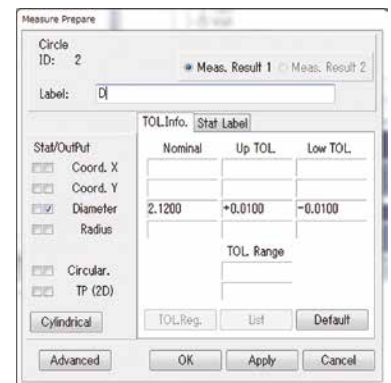 Measure Prepare
Circle
ID: 2
Meas. Result 1 Meas. Result 2
Label: D
TOL.Info. Stat Label
Stat/OutPut Nominal Up TOL. Low TOL.
Coord. X
Coord. Y
Diameter 2.1200 +0.0100 -0.0100
Radius
TOL. Range
Circular.
TP (2D)
Cylindrical TOL.Reg. List Default
Advanced OK Apply Cancel